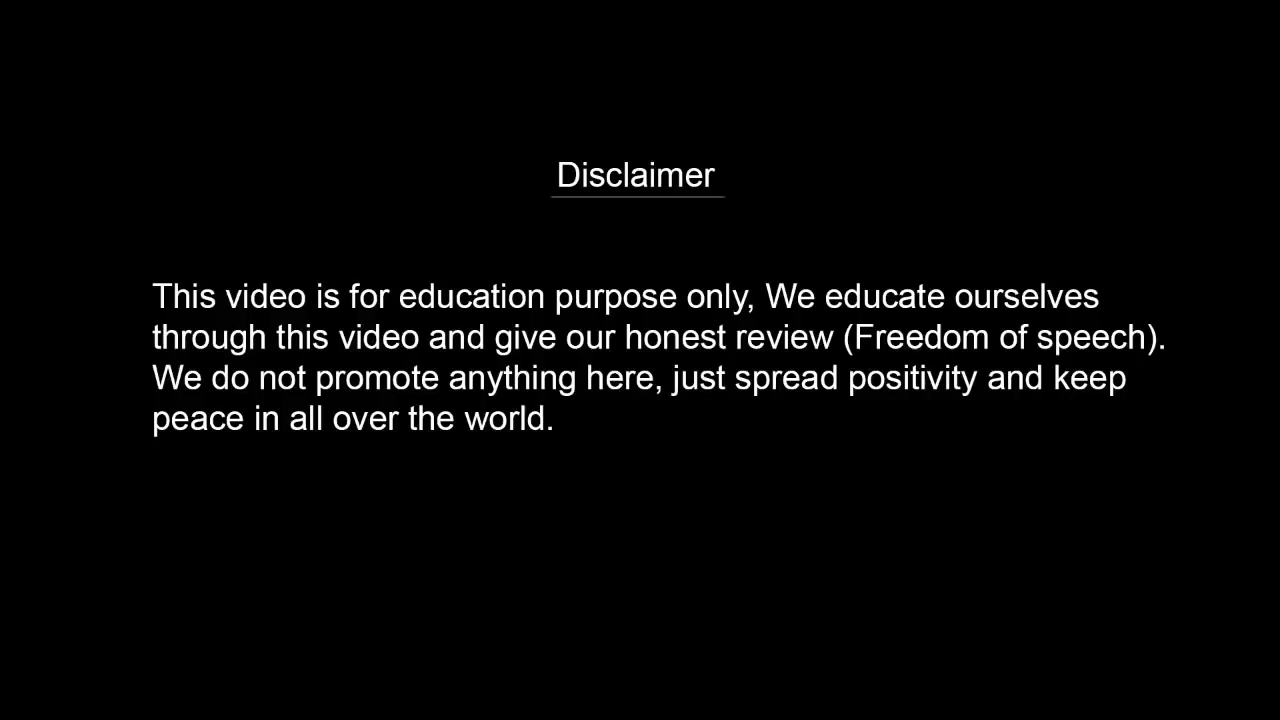 Disclaimer
This video is for education purpose only, We educate ourselves
through this video and give our honest review (Freedom of speech).
We do not promote anything here, just spread positivity and keep
peace in all over the world.